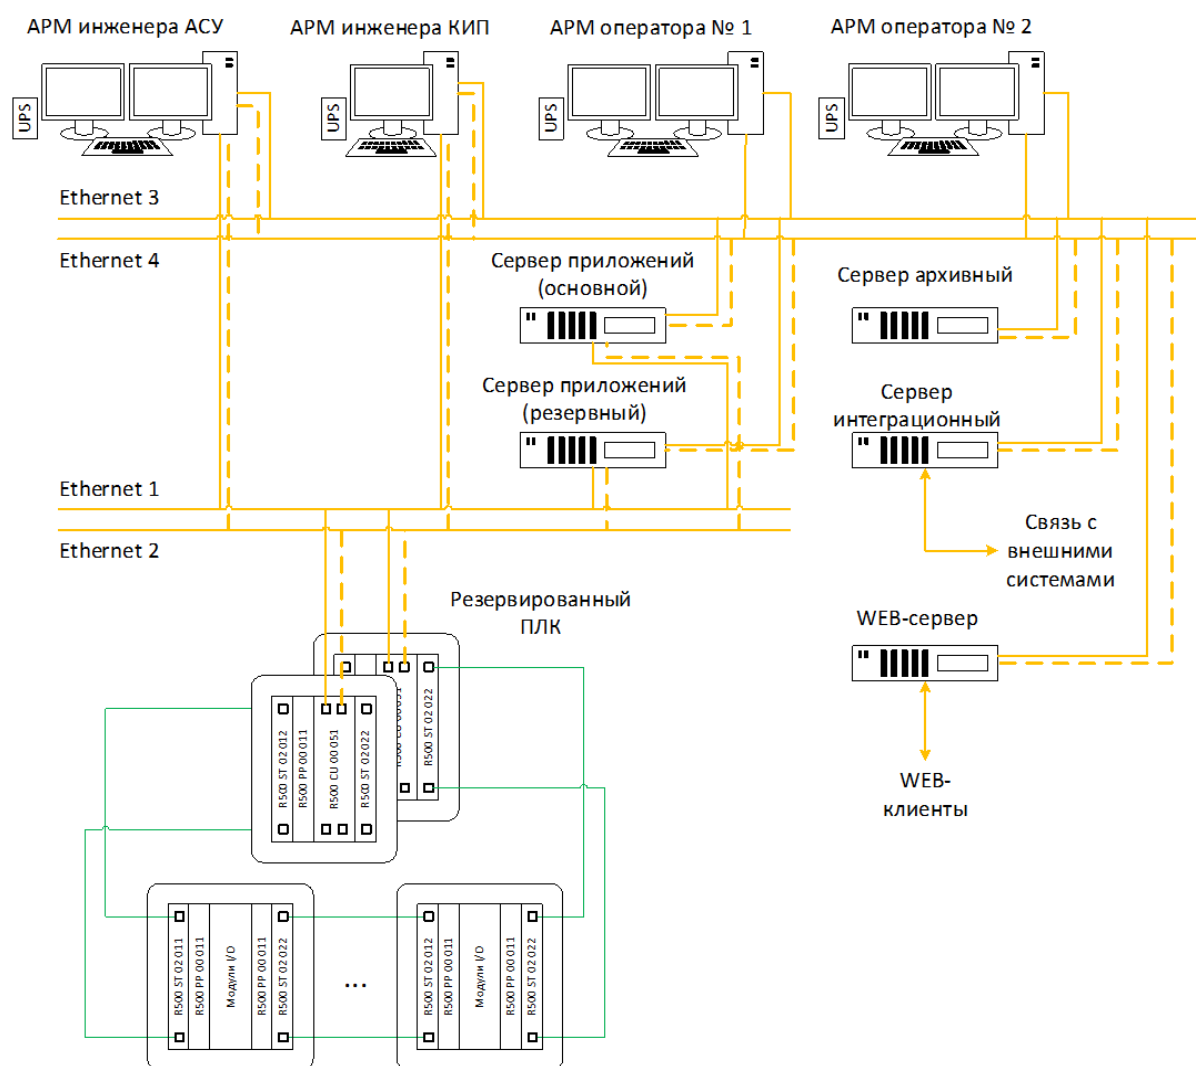 АРМ инженера АСУ
АРМ инженера КИП
АРМ оператора № 1
АРМ оператора № 2
UPS
UPS
UPS
UPS
Ethernet 3
Ethernet 4
Сервер приложений
(основной)
Сервер архивный
Сервер приложений
(резервный)
Сервер
интеграционный
Ethernet 1
Ethernet 2
Связь с
внешними
системами
Резервированный
ПЛК
WEB-сервер
WEB-
клиенты
R500 CU 00 051
R500 ST 02 022
R500 ST 02 012
R500 PP 00 011
R500 CU 00 051
R500 ST 02 022
R500 ST 02 011
R500 PP 00 011
Модули I/O
R500 PP 00 011
R500 ST 02 022
...
R500 ST 02 012
R500 PP 00 011
Модули I/O
R500 PP 00 011
R500 ST 02 022